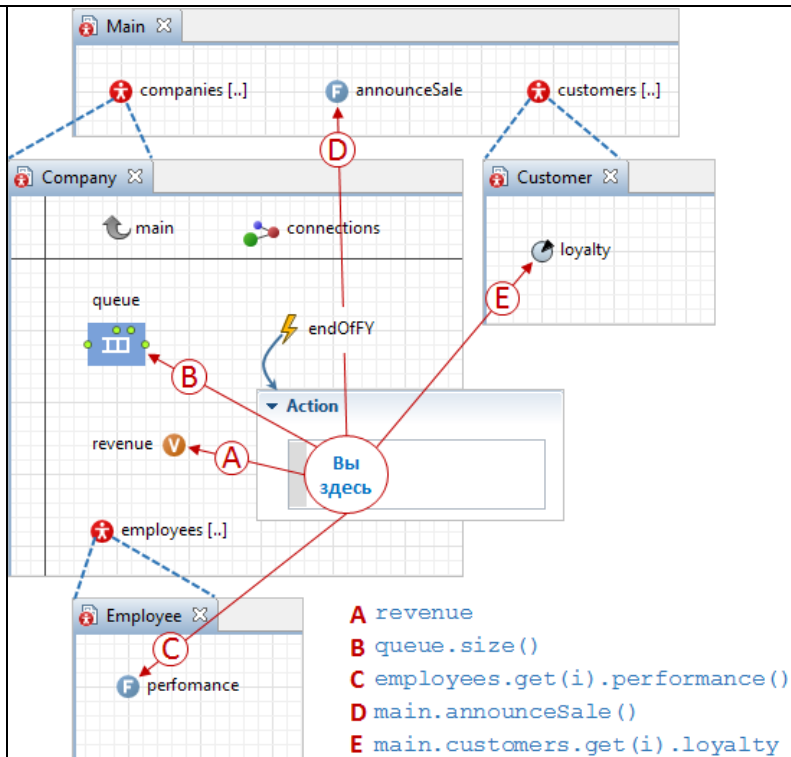 Main
companies [..]
announceSale
customers [..]
D
Company
Customer
main
connections
loyalty
E
queue
endOfFY
B
Action
revenue
A
Вы
здесь
employees [..]
Employee
C
perfomance
A revenue
B queue.size()
C employees.get(i).performance()
D main.announceSale()
E main.customers.get(i).loyalty